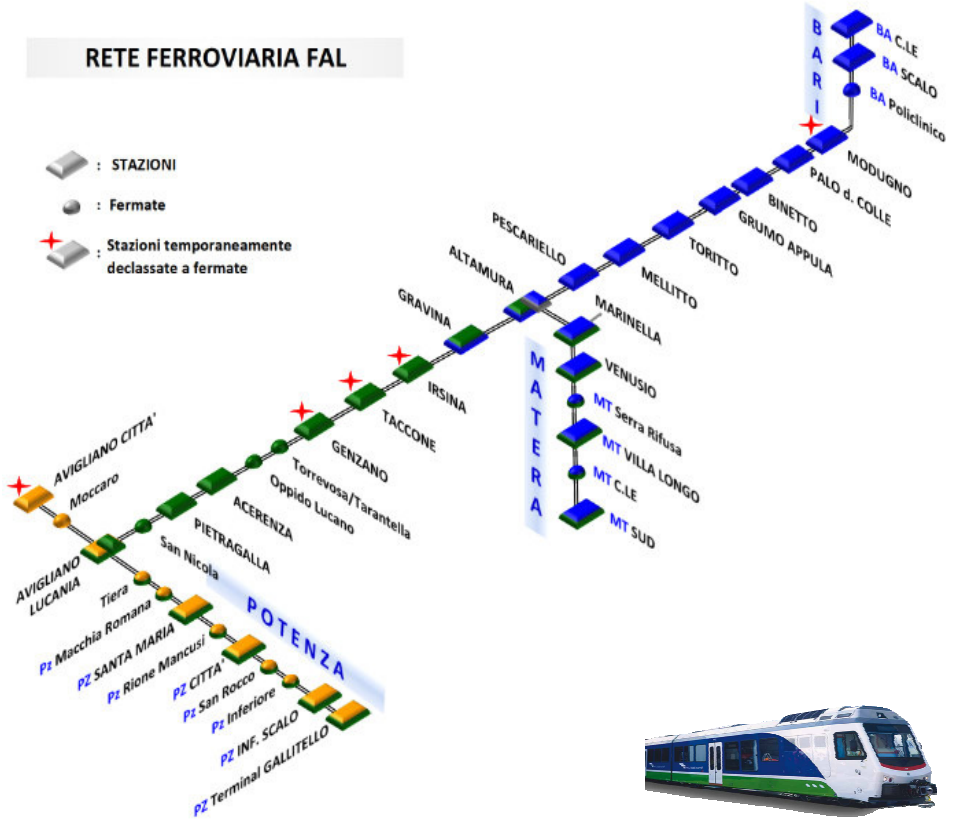 RETE FERROVIARIA FAL
: STAZIONI
: Fermate
: Stazioni temporaneamente
declassate a fermate
BARI
BA C.LE
BA SCALO
BA Policlinico
MODUGNO
PALO d. COLLE
BINETTO
GRUMO APPULA
TORITTO
MELLITTO
PESCARIELLO
ALTAMURA
MARINELLA
VENUSIO
MT Serra Rifusa
MT VILLA LONGO
MT C.LE
MT SUD
MATERA
GRAVINA
IRSINA
TACCONE
GENZANO
Torrevosa/Tarantella
Oppido Lucano
ACERENZA
PIETRAGALLA
San Nicola
AVIGLIANO CITTA'
Moccaro
AVIGLIANO
LUCANIA
Tiera
Pz Macchia Romana
PZ SANTA MARIA
Pz Rione Mancusi
PZ CITTA'
Pz San Rocco
Pz Inferiore
PZ INF. SCALO
PZ Terminal GALLITELLO
POTENZA